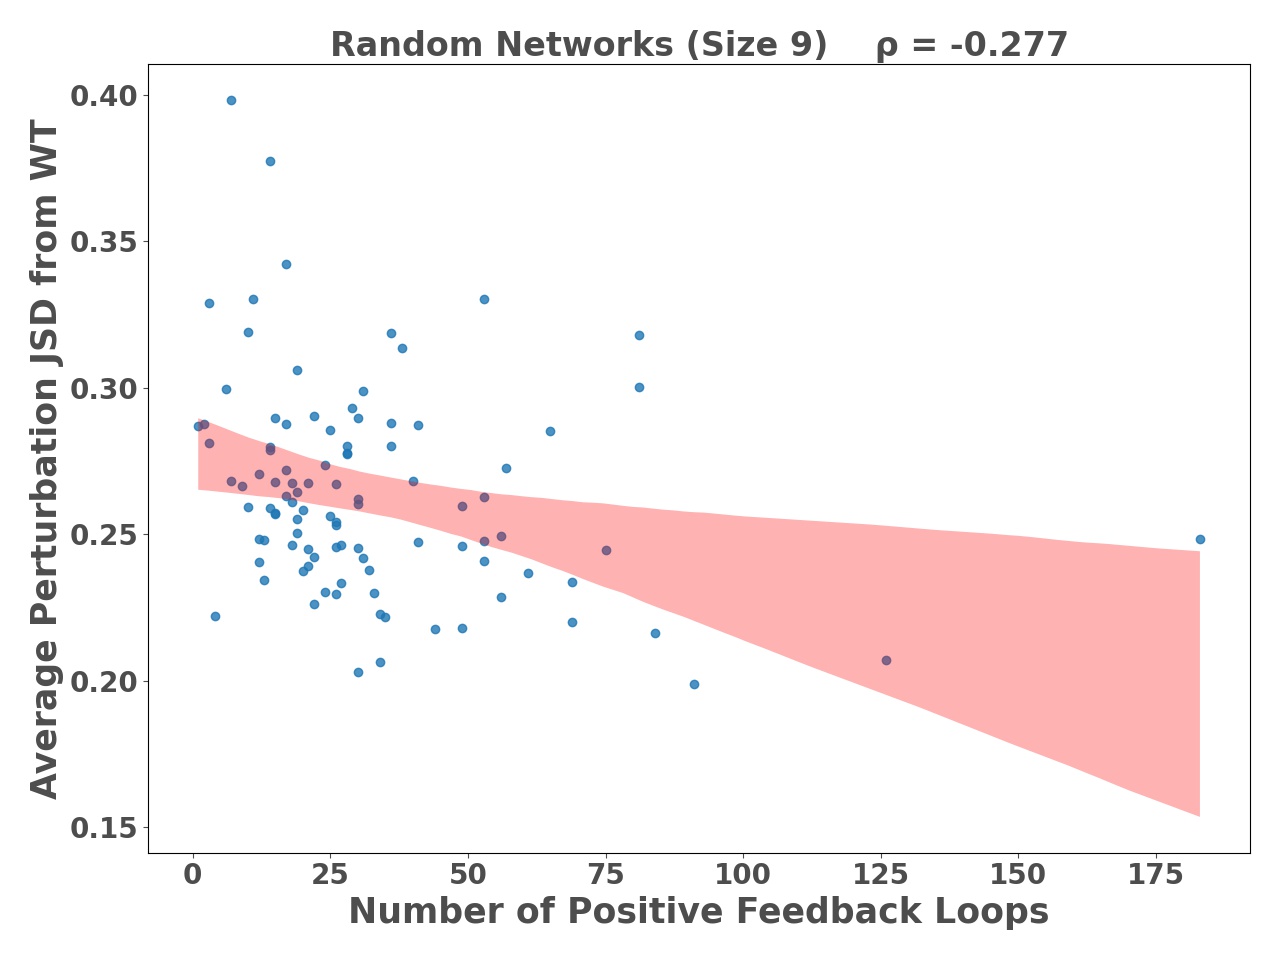 Random Networks (Size 9) ρ = -0.277
Average Perturbation JSD from WT
0.40
0.35
0.30
0.25
0.20
0.15
0 25 50 75 100 125 150 175
Number of Positive Feedback Loops